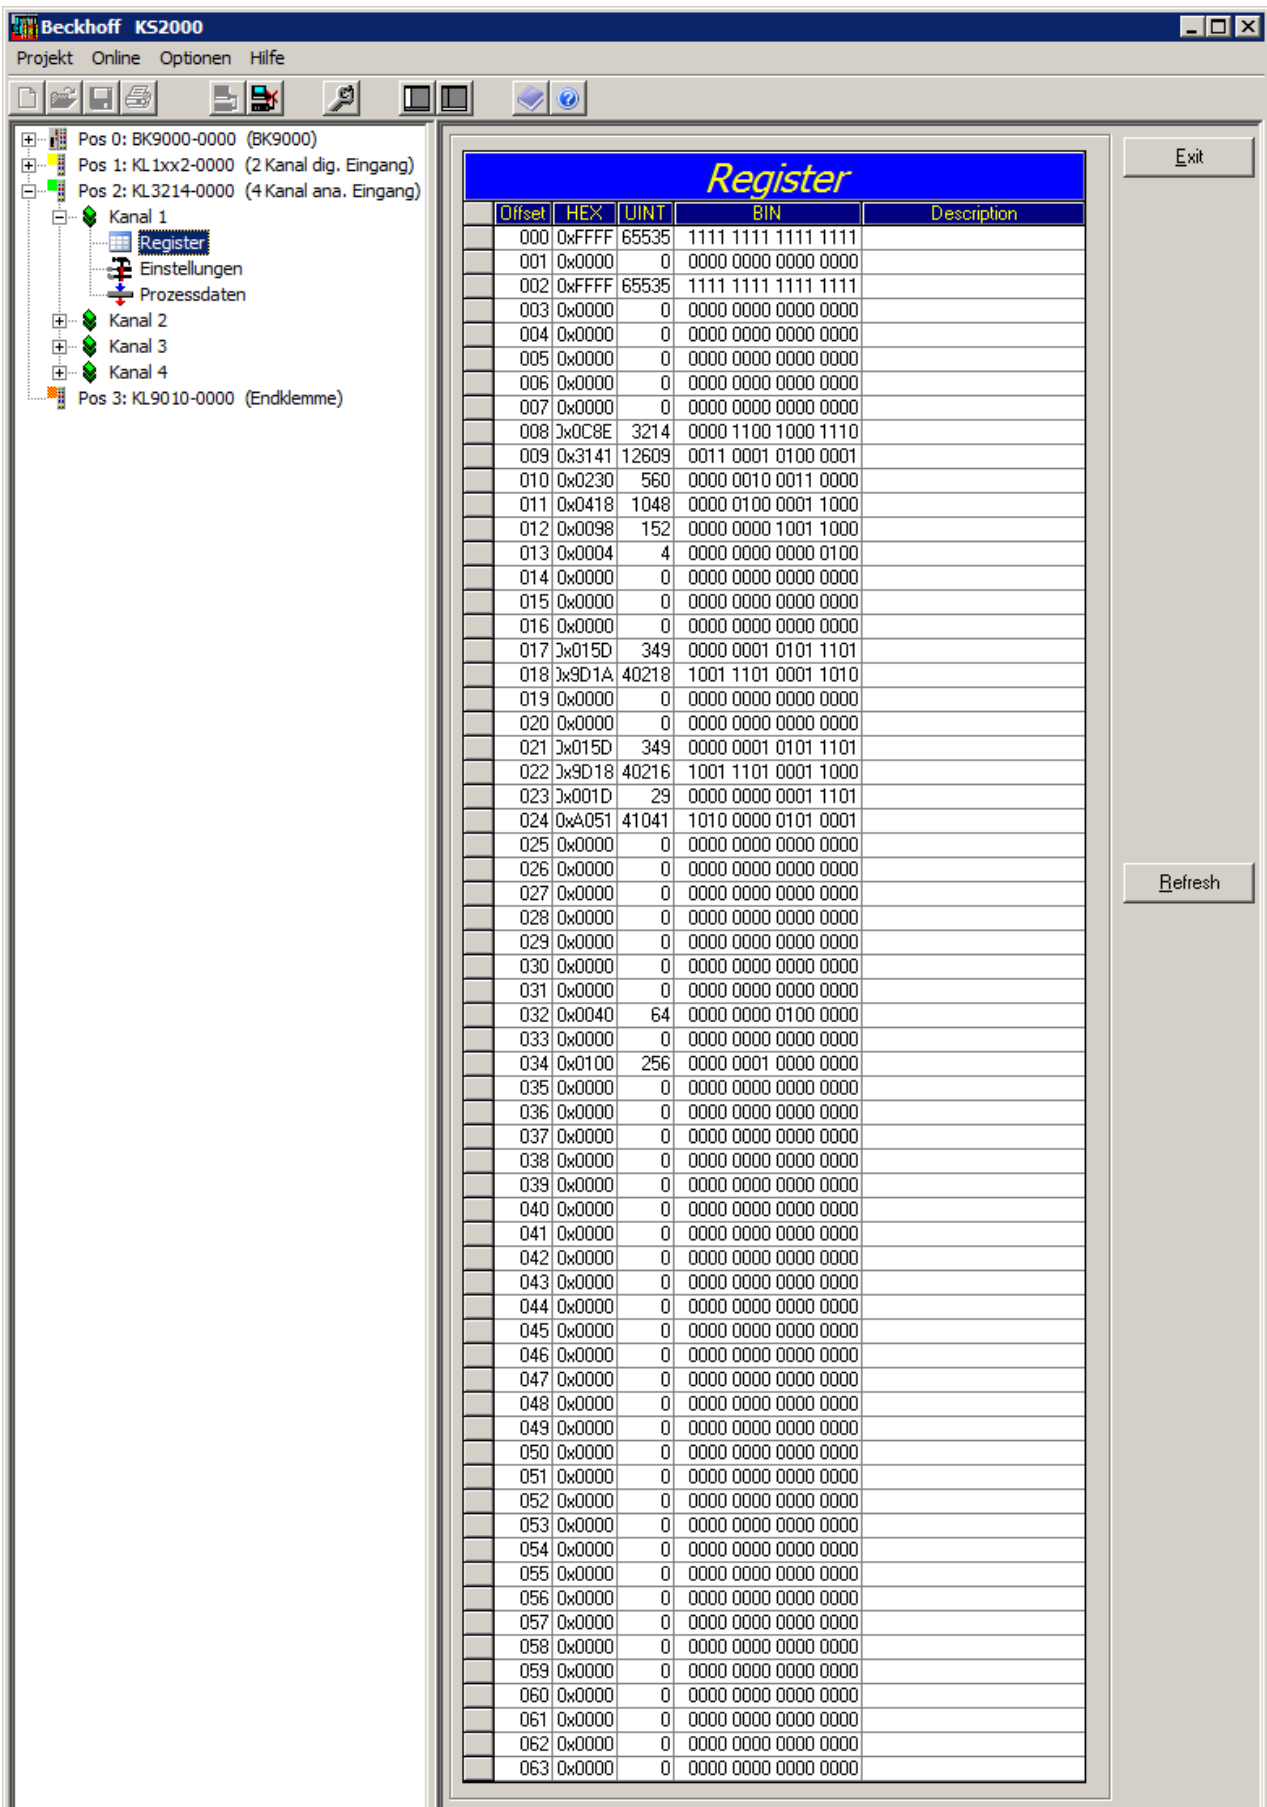 Beckhoff KS2000
Projekt Online Optionen Hilfe
Pos 0: BK9000-0000 (BK9000)
Pos 1: KL1xx2-0000 (2 Kanal dig. Eingang)
Pos 2: KL3214-0000 (4 Kanal ana. Eingang)
Kanal 1
Register
Einstellungen
Prozessdaten
Kanal 2
Kanal 3
Kanal 4
Pos 3: KL9010-0000 (Endklemme)
Register
Offset HEX UINT BIN Description
000 0xFFFF 65535 1111 1111 1111 1111
001 0x0000 0 0000 0000 0000 0000
002 0xFFFF 65535 1111 1111 1111 1111
003 0x0000 0 0000 0000 0000 0000
004 0x0000 0 0000 0000 0000 0000
005 0x0000 0 0000 0000 0000 0000
006 0x0000 0 0000 0000 0000 0000
007 0x0000 0 0000 0000 0000 0000
008 0x0C8E 3214 0000 1100 1000 1110
009 0x3141 12609 0011 0001 0100 0001
010 0x0230 560 0000 0010 0011 0000
011 0x0418 1048 0000 0100 0001 1000
012 0x0098 152 0000 0000 1001 1000
013 0x0004 4 0000 0000 0000 0100
014 0x0000 0 0000 0000 0000 0000
015 0x0000 0 0000 0000 0000 0000
016 0x0000 0 0000 0000 0000 0000
017 0x015D 349 0000 0001 0101 1101
018 0x9D1A 40218 1001 1101 0001 1010
019 0x0000 0 0000 0000 0000 0000
020 0x0000 0 0000 0000 0000 0000
021 0x015D 349 0000 0001 0101 1101
022 0x9D18 40216 1001 1101 0001 1000
023 0x001D 29 0000 0000 0001 1101
024 0xA051 41041 1010 0000 0101 0001
025 0x0000 0 0000 0000 0000 0000
026 0x0000 0 0000 0000 0000 0000
027 0x0000 0 0000 0000 0000 0000
028 0x0000 0 0000 0000 0000 0000
029 0x0000 0 0000 0000 0000 0000
030 0x0000 0 0000 0000 0000 0000
031 0x0000 0 0000 0000 0000 0000
032 0x0040 64 0000 0000 0100 0000
033 0x0000 0 0000 0000 0000 0000
034 0x0100 256 0000 0001 0000 0000
035 0x0000 0 0000 0000 0000 0000
036 0x0000 0 0000 0000 0000 0000
037 0x0000 0 0000 0000 0000 0000
038 0x0000 0 0000 0000 0000 0000
039 0x0000 0 0000 0000 0000 0000
040 0x0000 0 0000 0000 0000 0000
041 0x0000 0 0000 0000 0000 0000
042 0x0000 0 0000 0000 0000 0000
043 0x0000 0 0000 0000 0000 0000
044 0x0000 0 0000 0000 0000 0000
045 0x0000 0 0000 0000 0000 0000
046 0x0000 0 0000 0000 0000 0000
047 0x0000 0 0000 0000 0000 0000
048 0x0000 0 0000 0000 0000 0000
049 0x0000 0 0000 0000 0000 0000
050 0x0000 0 0000 0000 0000 0000
051 0x0000 0 0000 0000 0000 0000
052 0x0000 0 0000 0000 0000 0000
053 0x0000 0 0000 0000 0000 0000
054 0x0000 0 0000 0000 0000 0000
055 0x0000 0 0000 0000 0000 0000
056 0x0000 0 0000 0000 0000 0000
057 0x0000 0 0000 0000 0000 0000
058 0x0000 0 0000 0000 0000 0000
059 0x0000 0 0000 0000 0000 0000
060 0x0000 0 0000 0000 0000 0000
061 0x0000 0 0000 0000 0000 0000
062 0x0000 0 0000 0000 0000 0000
063 0x0000 0 0000 0000 0000 0000
Exit
Refresh